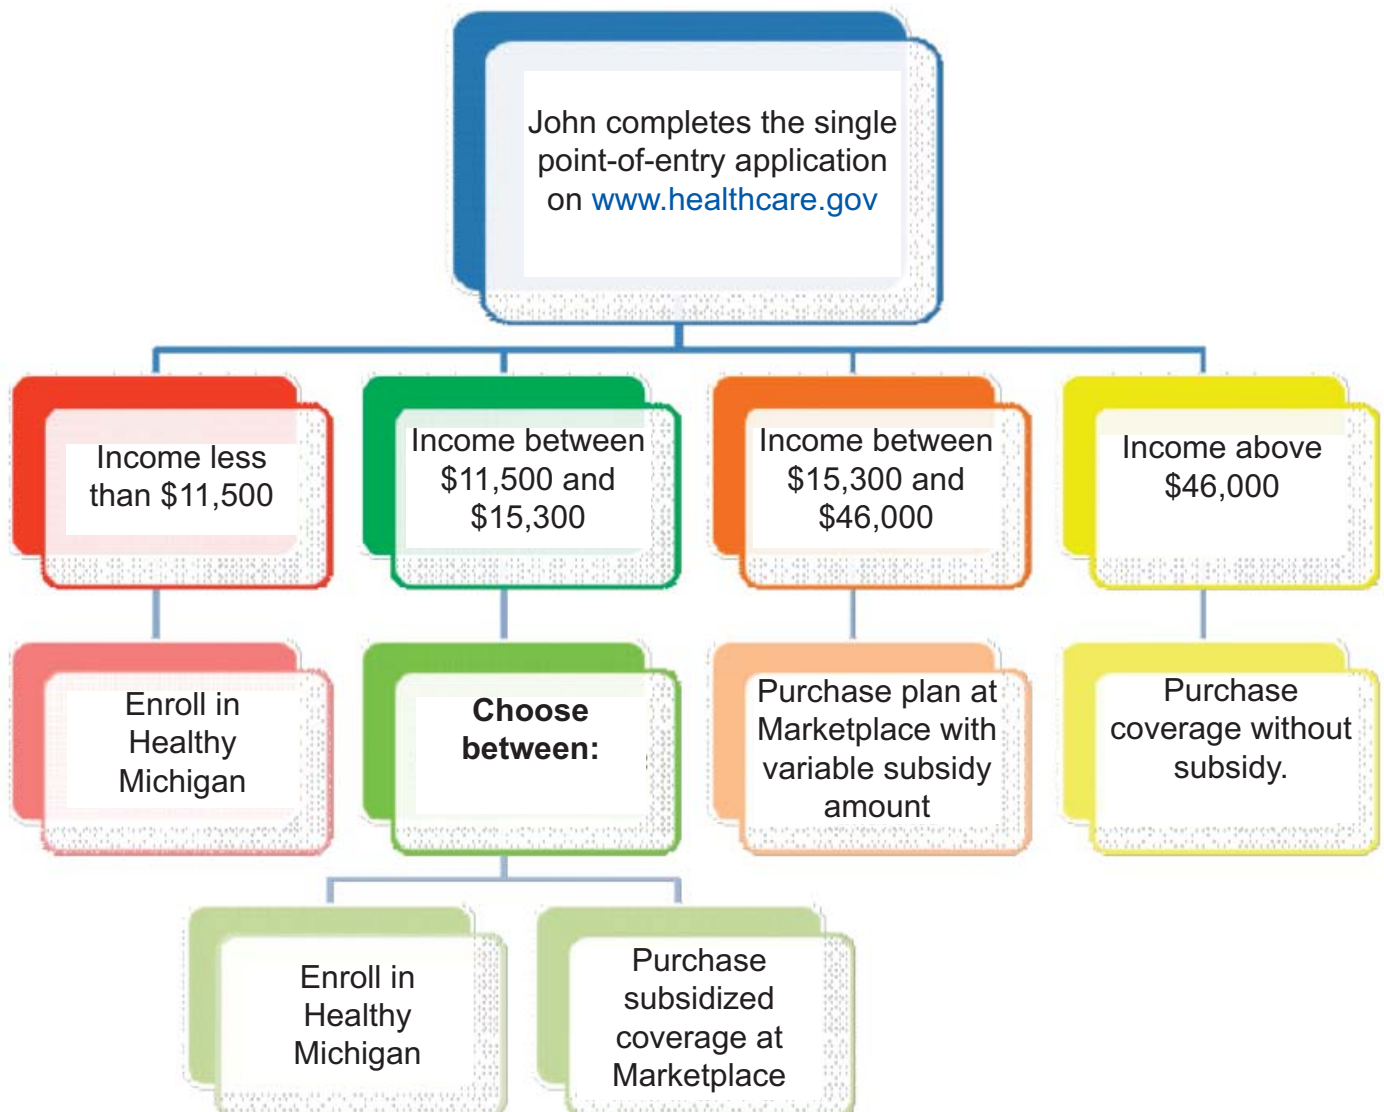 John completes the single
point-of-entry application
on www.healthcare.gov
Income less
than $11,500
Income between
$11,500 and
$15,300
Income between
$15,300 and
$46,000
Income above
$46,000
Enroll in
Healthy
Michigan
Choose
between:
Purchase plan at
Marketplace with
variable subsidy
amount
Purchase
coverage without
subsidy.
Enroll in
Healthy
Michigan
Purchase
subsidized
coverage at
Marketplace